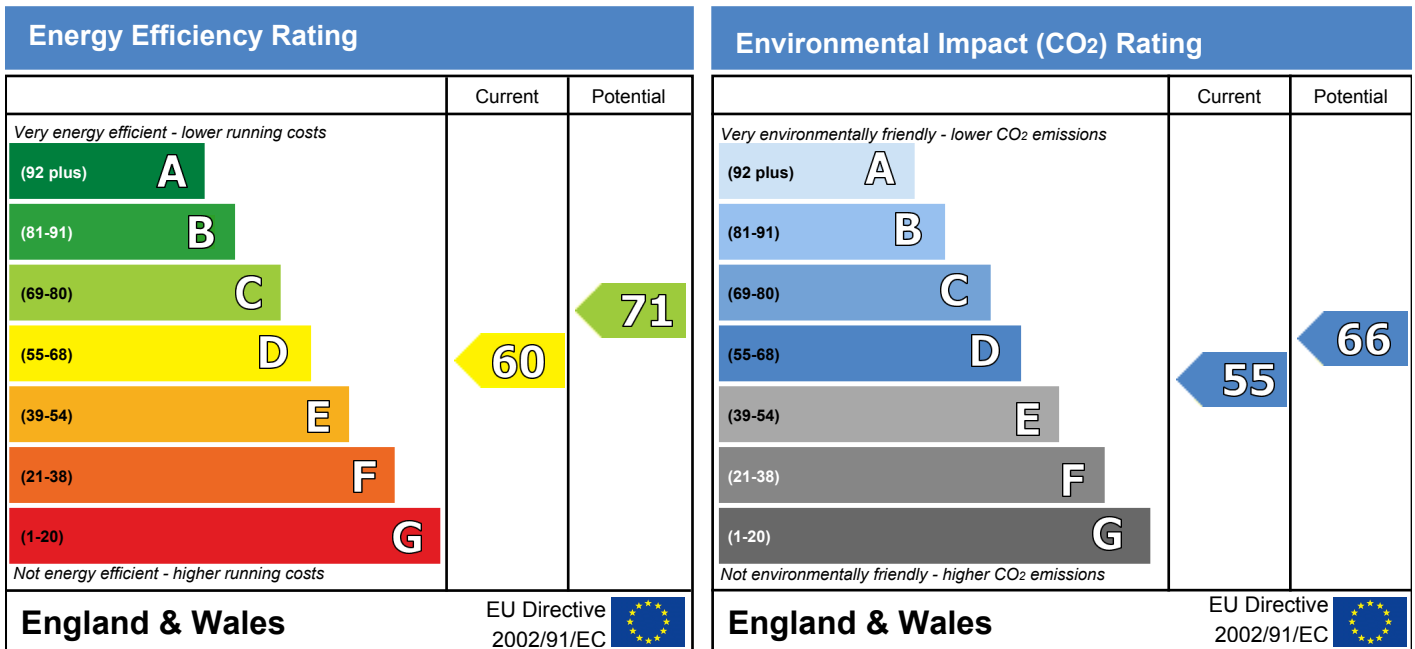 Energy Efficiency Rating
Current Potential
Very energy efficient - lower running costs
(92 plus) A
(81-91) B
(69-80) C
71
(55-68) D
60
(39-54) E
(21-38) F
(1-20) G
Not energy efficient - higher running costs
England & Wales
EU Directive
2002/91/EC
Environmental Impact (CO2) Rating
Current Potential
Very environmentally friendly - lower CO2 emissions
(92 plus) A
(81-91) B
(69-80) C
(55-68) D
66
55
(39-54) E
(21-38) F
(1-20) G
Not environmentally friendly - higher CO2 emissions
England & Wales
EU Directive
2002/91/EC